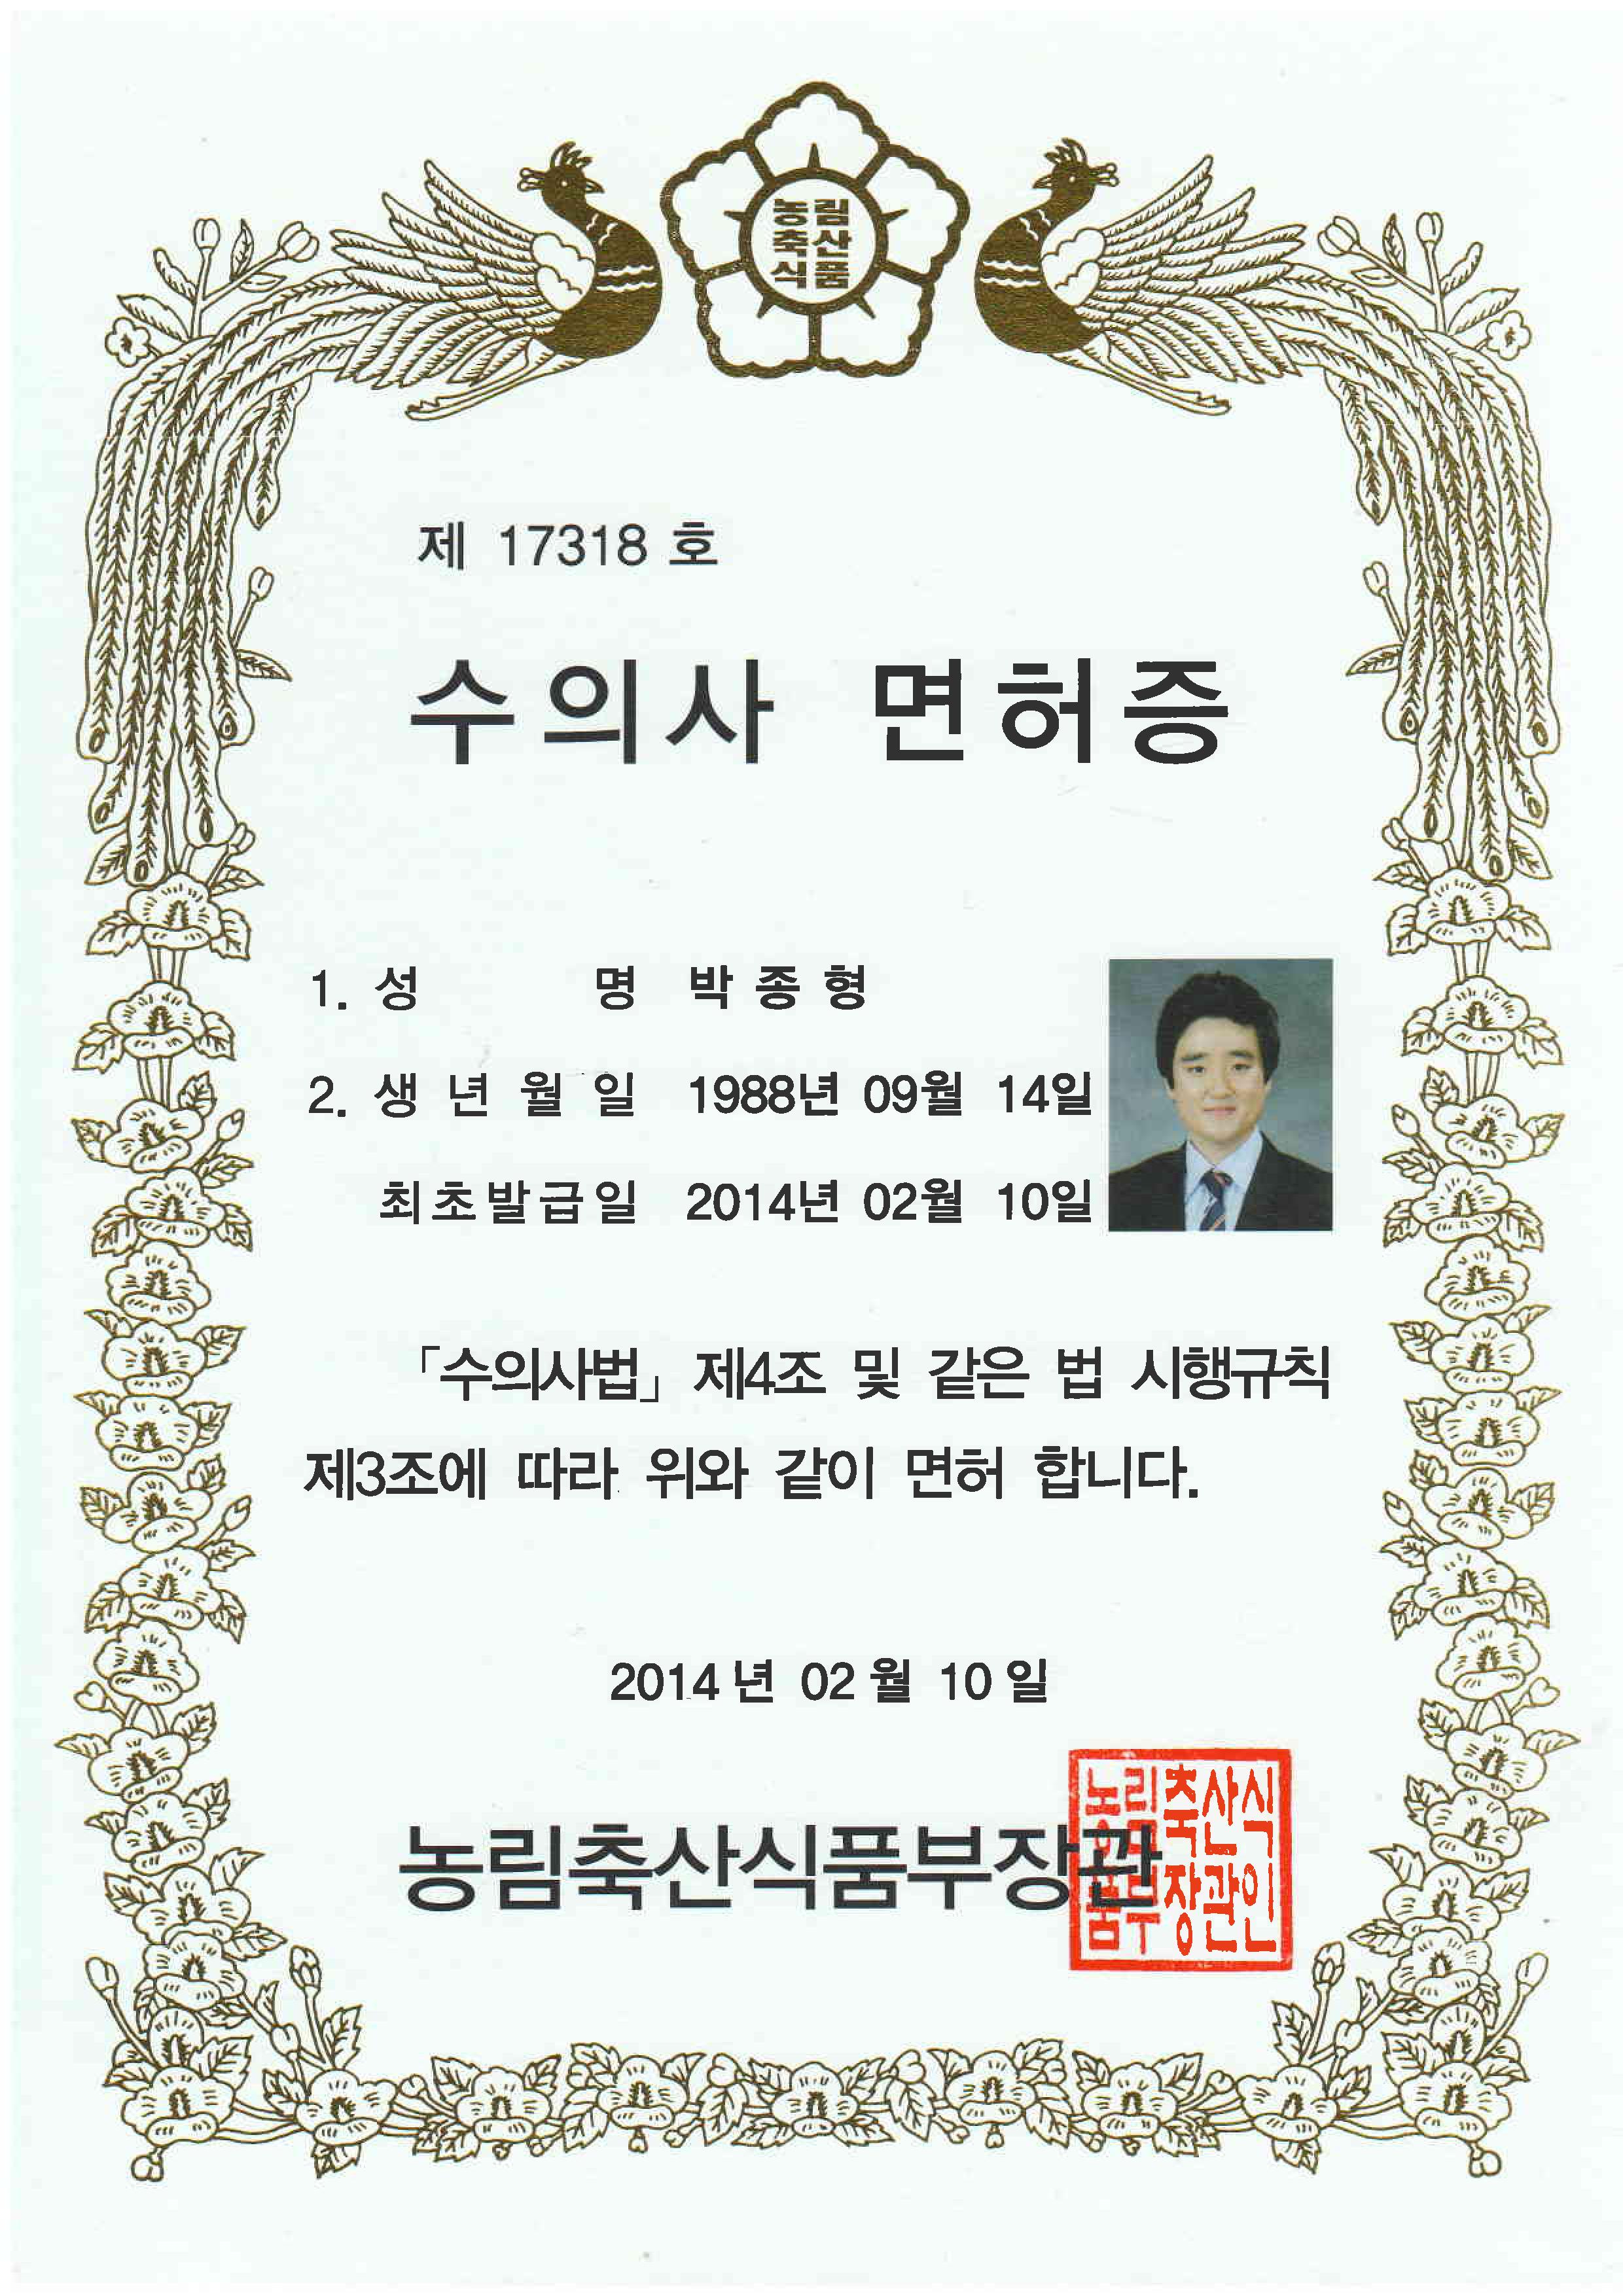 농림
축산
식품
제 17318 호
수의사 면허증
1. 성 명 박 종 형
2. 생 년 월 일 1988년 09월 14일
최초발급일 2014년 02월 10일
「수의사법」 제4조 및 같은 법 시행규칙
제3조에 따라 위와 같이 면허 합니다.
2014 년 02 월 10 일
농림축산식품부장관
농림축산식
품부장관인